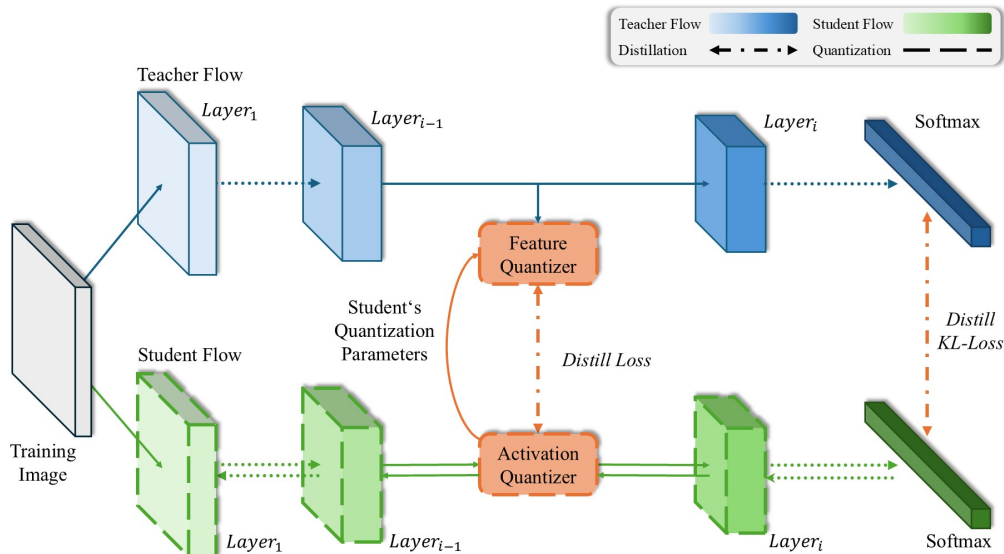 Teacher Flow
Student Flow
Distillation
Quantization
Teacher Flow
Layer₁
Layerᵢ₋₁
Layerᵢ
Softmax
Feature
Quantizer
Student‘s
Quantization
Parameters
Distill Loss
Distill
KL-Loss
Student Flow
Training
Image
Activation
Quantizer
Layer₁
Layerᵢ₋₁
Layerᵢ
Softmax